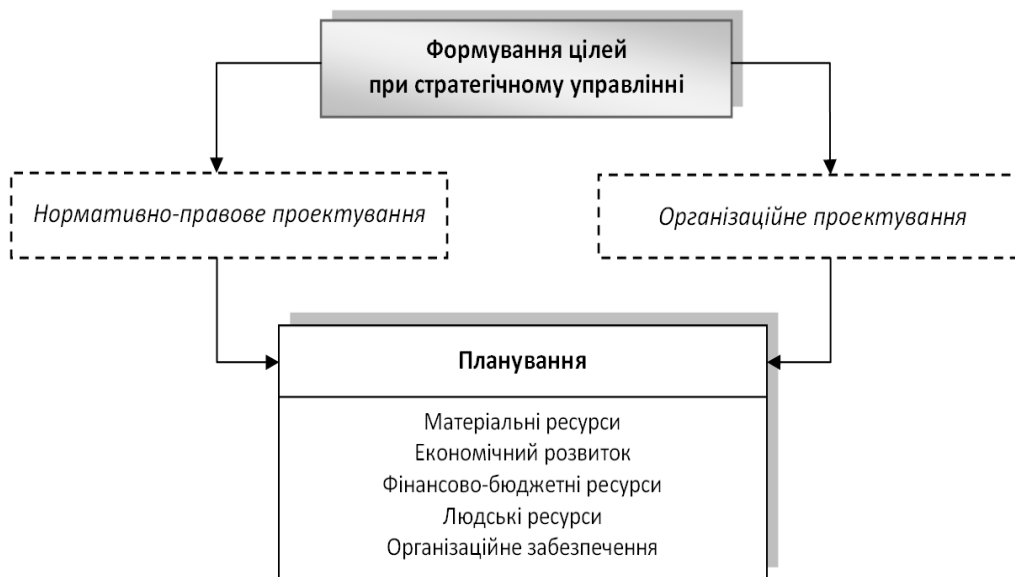 Формування цілей
при стратегічному управлінні
Нормативно-правове проектування
Організаційне проектування
Планування
Матеріальні ресурси
Економічний розвиток
Фінансово-бюджетні ресурси
Людські ресурси
Організаційне забезпечення